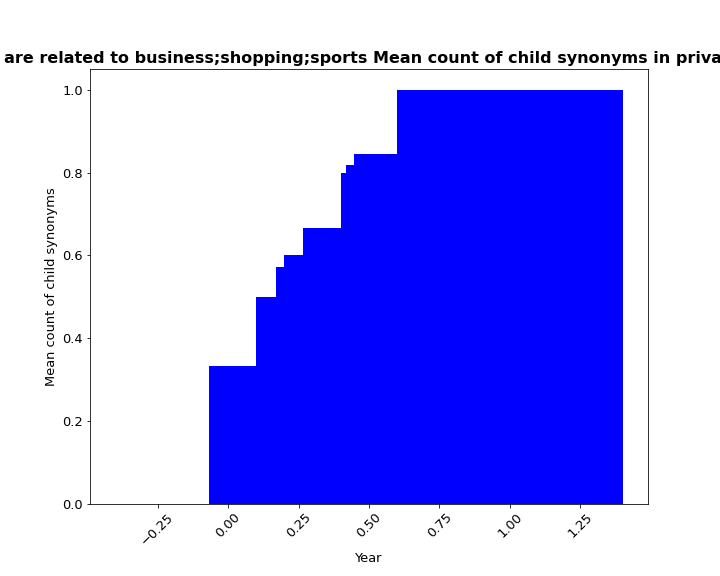 are related to business;shopping;sports Mean count of child synonyms in priva
1.0
0.8
0.6
0.4
0.2
0.0
Mean count of child synonyms
−0.25 0.00 0.25 0.50 0.75 1.00 1.25
Year